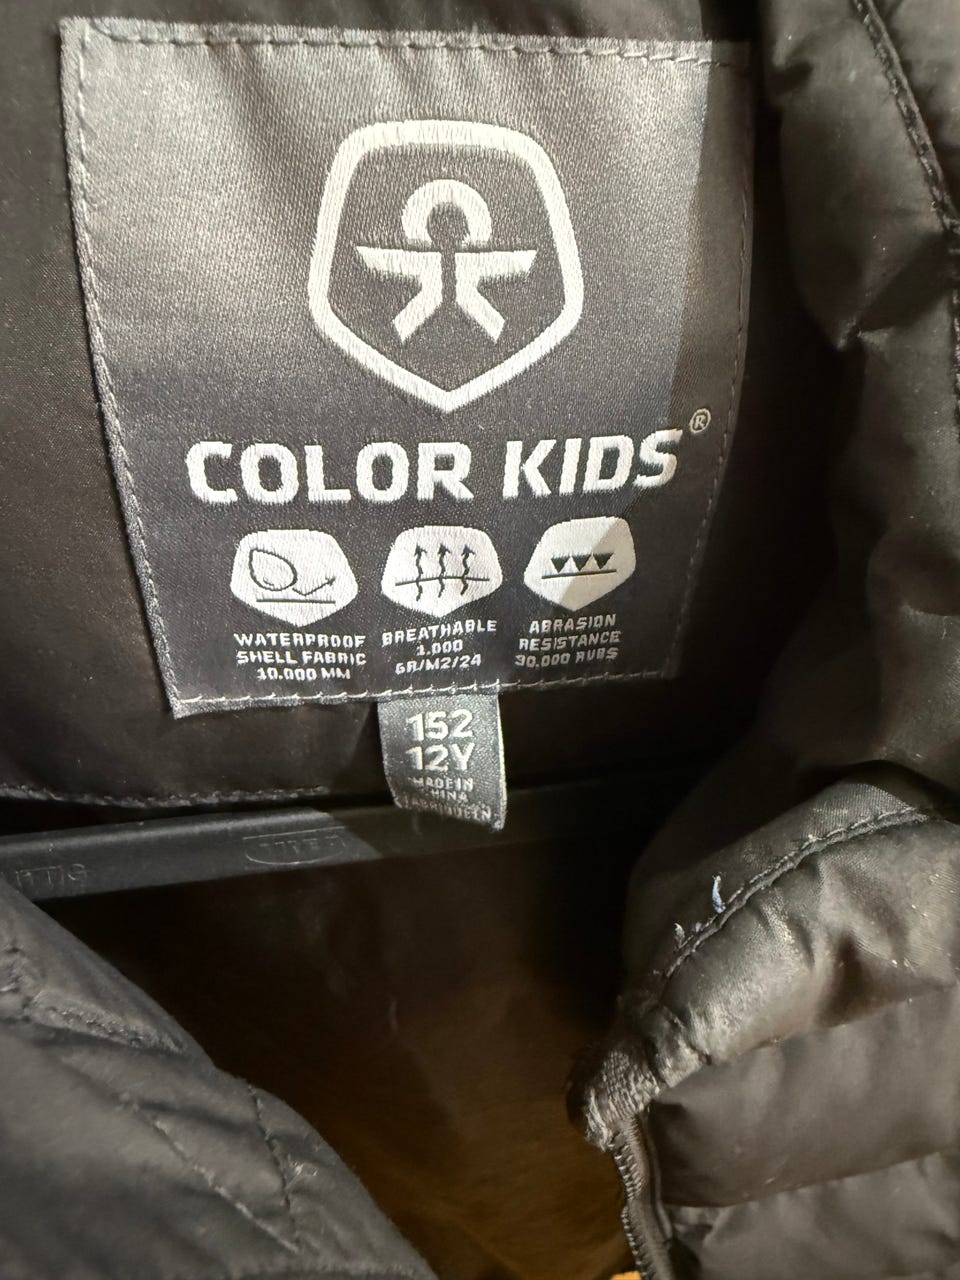 COLOR KIDS®
WATERPROOF
SHELL FABRIC
10.000 MM
BREATHABLE
1.000
GR/M2/24
ABRASION
RESISTANCE
30.000 RUBS
152
12Y
MADE IN
CHINA